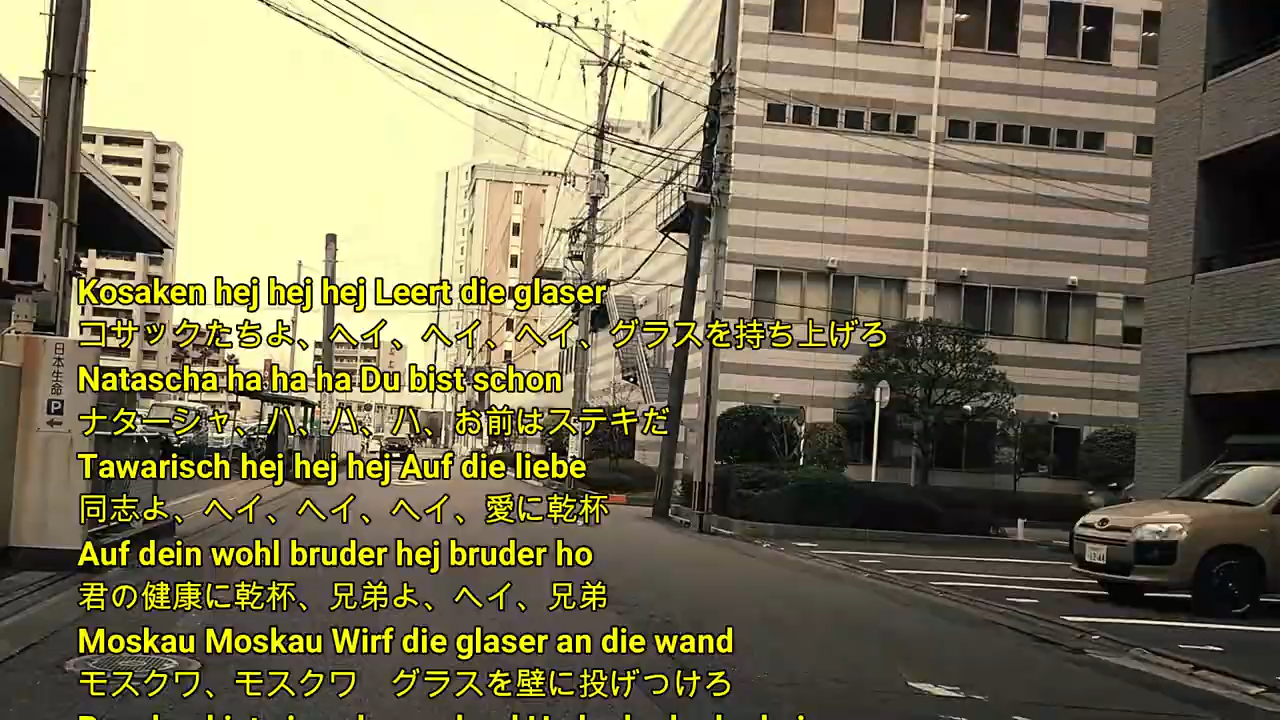 Kosaken hej hej hej Leert die glaser
コサックたちよ、ヘイ、ヘイ、ヘイ、グラスを持ち上げろ
Natascha ha ha ha Du bist schon
ナターシャ、ハ、ハ、ハ、お前はステキだ
Tawarisch hej hej hej Auf die liebe
同志よ、ヘイ、ヘイ、ヘイ、愛に乾杯
Auf dein wohl bruder hej bruder ho
君の健康に乾杯、兄弟よ、ヘイ、兄弟
Moskau Moskau Wirf die glaser an die wand
モスクワ、モスクワ　グラスを壁に投げつけろ
日本生命
P